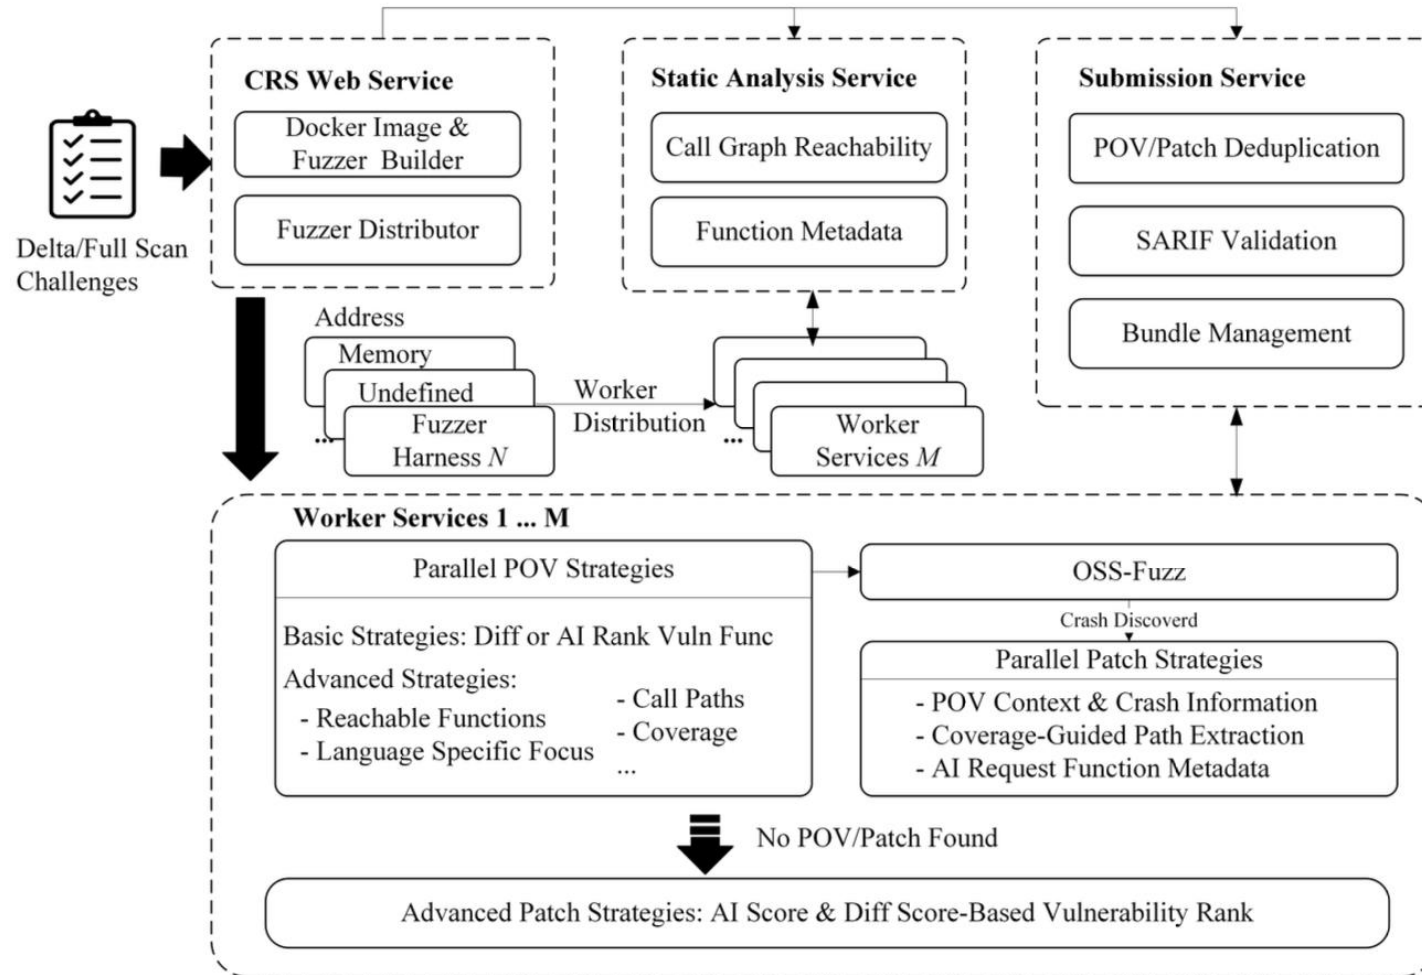 CRS Web Service
Docker Image &
Fuzzer Builder
Fuzzer Distributor
Static Analysis Service
Call Graph Reachability
Function Metadata
Submission Service
POV/Patch Deduplication
SARIF Validation
Bundle Management
Delta/Full Scan
Challenges
Address
Memory
Undefined
...
Fuzzer
Harness N
Worker
Distribution
...
Worker
Services M
Worker Services 1 ... M
Parallel POV Strategies
Basic Strategies: Diff or AI Rank Vuln Func
Advanced Strategies:
- Reachable Functions
- Language Specific Focus
- Call Paths
- Coverage
...
OSS-Fuzz
Crash Discoverd
Parallel Patch Strategies
- POV Context & Crash Information
- Coverage-Guided Path Extraction
- AI Request Function Metadata
No POV/Patch Found
Advanced Patch Strategies: AI Score & Diff Score-Based Vulnerability Rank